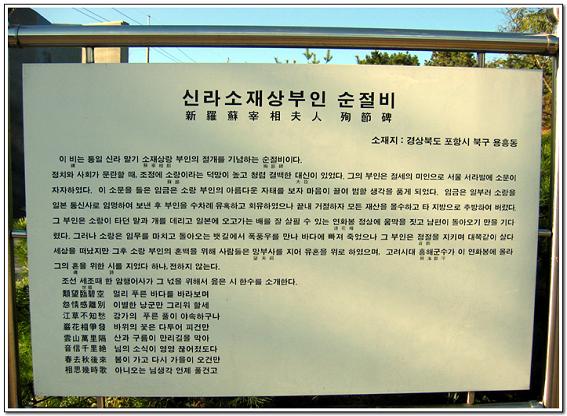 신라소재상부인 순절비
新羅蘇宰相夫人 殉節碑
소재지 : 경상북도 포항시 북구 용흥동
이 비는 통일 신라 말기 소재상랑 부인의 절개를 기념하는 순절비이다.
정치와 사회가 문란할 때, 조정에 소랑이라는 덕망이 높고 청렴 결백한 대신이 있었다. 그의 부인은 절세의 미인으로 서울 서라벌에 소문이
자자하였다. 이 소문을 들은 임금은 소랑 부인의 아름다운 자태를 보자 마음이 끌여 범할 생각을 품게 되었다. 임금은 일부러 소랑을
일본 통신사로 임명하여 보낸 후 부인을 수차례 유혹하고 회유하였으나 끝내 거절하자 모든 재산을 몰수하고 타 지방으로 추방하여 버렸다.
그 부인은 소랑이 타던 말과 개를 데리고 일본에 오고가는 배를 잘 살필 수 있는 인화봉 정상에 움막을 짓고 남편이 돌아오기 만을 기다
렸다. 그러나 소랑은 임무를 마치고 돌아오는 뱃길에서 폭풍우를 만나 바다에 빠져 죽었으나 그 부인은 정절을 지키며 대쪽같이 살다
세상을 떠났지만 그후 소랑 부인의 혼백을 위해 사람들은 망부사를 지어 유혼을 위로 하였으며, 고려시대 흥해군수가 이 연화봉에 올라
그의 혼을 위한 시를 지었다 하나, 전하지 않는다.
조선 세조때 한 암행어사가 그 넋을 위해서 읊은 시 한수를 소개한다.
顒望臨碧空 멀리 푸른 바다를 바라보며
怨情感離別 이별한 낭군만 그리워 할세
江草不知愁 강가의 푸른 풀이 야속하구나
巖花相爭發 바위의 꽃은 다투어 피건만
雲山萬里隔 산과 구름이 만리길을 막아
音信千里絶 님의 소식이 영영 끊어졌도다
春去秋後來 봄이 가고 다시 가을이 오건만
相思幾時歇 아니오는 님생각 언제 풀건고